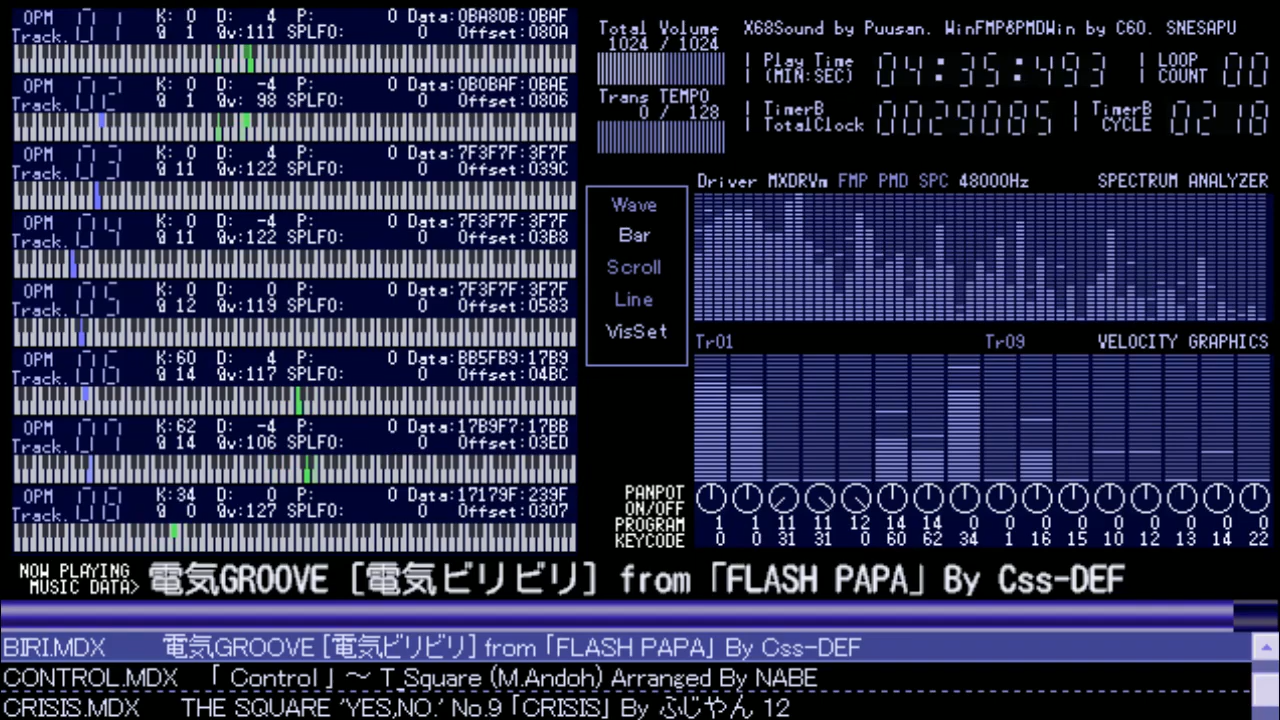 OPM K: 0 D: 4 P: 0 Data:0BA80B:0BAF
Track. 01 @ 1 @v:111 SPLFO: 0 Offset:080A
OPM K: 0 D: -4 P: 0 Data:0B0BAF:0BAE
Track. 02 @ 1 @v: 98 SPLFO: 0 Offset:0806
OPM K: 0 D: 4 P: 0 Data:7F3F7F:3F7F
Track. 03 @ 11 @v:122 SPLFO: 0 Offset:039C
OPM K: 0 D: -4 P: 0 Data:7F3F7F:3F7F
Track. 04 @ 11 @v:122 SPLFO: 0 Offset:03B8
OPM K: 0 D: 0 P: 0 Data:7F3F7F:3F7F
Track. 05 @ 12 @v:119 SPLFO: 0 Offset:0583
OPM K:60 D: 4 P: 0 Data:BB5FB9:17B9
Track. 06 @ 14 @v:117 SPLFO: 0 Offset:04BC
OPM K:62 D: -4 P: 0 Data:17B9F7:17BB
Track. 07 @ 14 @v:106 SPLFO: 0 Offset:03ED
OPM K:34 D: 0 P: 0 Data:17179F:239F
Track. 08 @ 0 @v:127 SPLFO: 0 Offset:0307
Total Volume
1024 / 1024
Trans TEMPO
0 / 128
X68Sound by Puusan. WinFMP&PMDWin by C60. SNESAPU
Play Time (MIN:SEC) 04:35:493 LOOP COUNT 00
TimerB TotalClock 0029085 TimerB CYCLE 0218
Driver MXDRVm FMP PMD SPC 48000Hz SPECTRUM ANALYZER
Wave
Bar
Scroll
Line
VisSet
Tr01 Tr09 VELOCITY GRAPHICS
PANPOT
ON/OFF
PROGRAM 1 1 11 11 12 14 14 0 0 1 0 0 0 0 0
KEYCODE 0 0 31 31 0 60 62 34 1 16 15 10 12 13 14 22
NOW PLAYING MUSIC DATA> 電気GROOVE [電気ビリビリ] from「FLASH PAPA」By Css-DEF
BIRI.MDX 電気GROOVE [電気ビリビリ] from「FLASH PAPA」By Css-DEF
CONTROL.MDX 「 Control 」 ～ T_Square (M.Andoh) Arranged By NABE
CRISIS.MDX THE SQUARE 'YES,NO.' No.9「CRISIS」By ふじやん 12